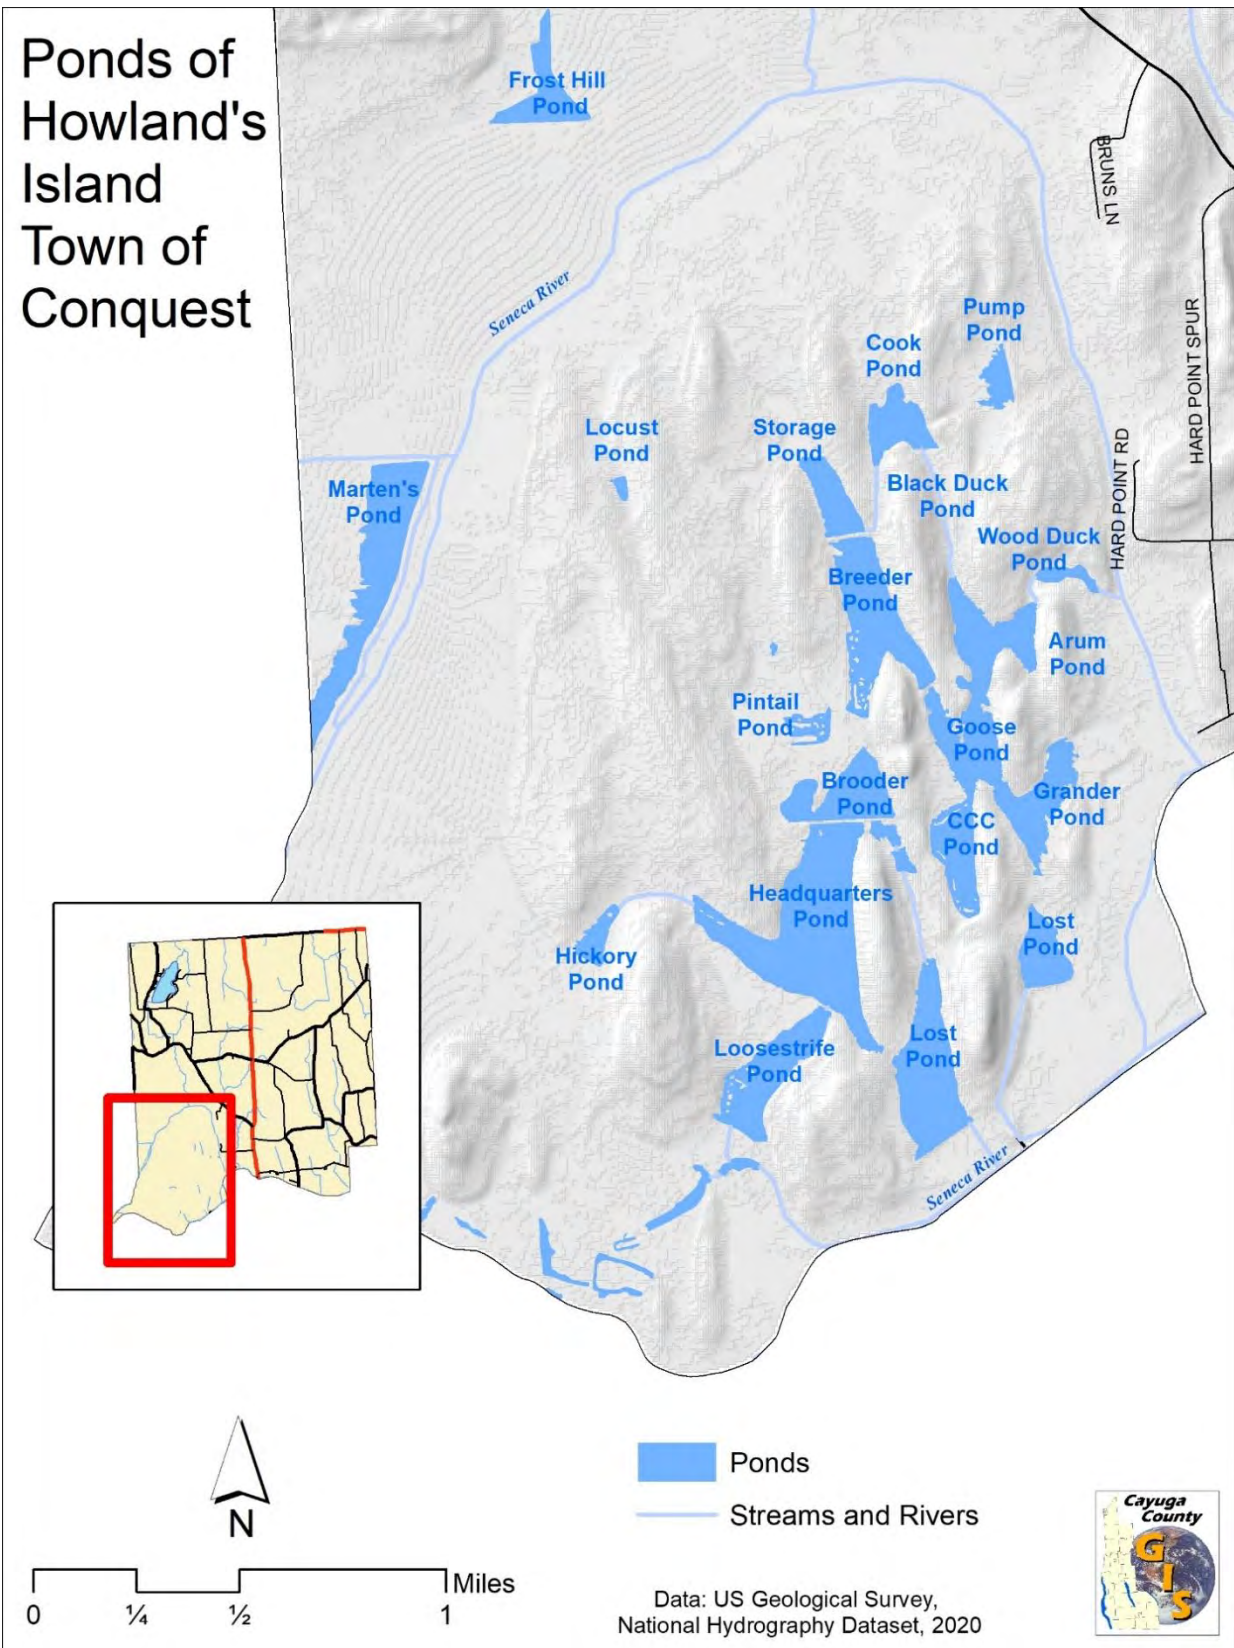 Ponds of
Howland's
Island
Town of
Conquest
Frost Hill
Pond
BRUNS LN
Seneca River
Pump
Pond
Cook
Pond
HARD POINT SPUR
Locust
Pond
Storage
Pond
HARD POINT RD
Marten's
Pond
Black Duck
Pond
Wood Duck
Pond
Breeder
Pond
Arum
Pond
Pintail
Pond
Goose
Pond
Brooder
Pond
Grander
Pond
CCC
Pond
Headquarters
Pond
Lost
Pond
Hickory
Pond
Loosestrife
Pond
Lost
Pond
Seneca River
N
Ponds
Streams and Rivers
0 ¼ ½ 1 Miles
Data: US Geological Survey,
National Hydrography Dataset, 2020
Cayuga
County
GIS